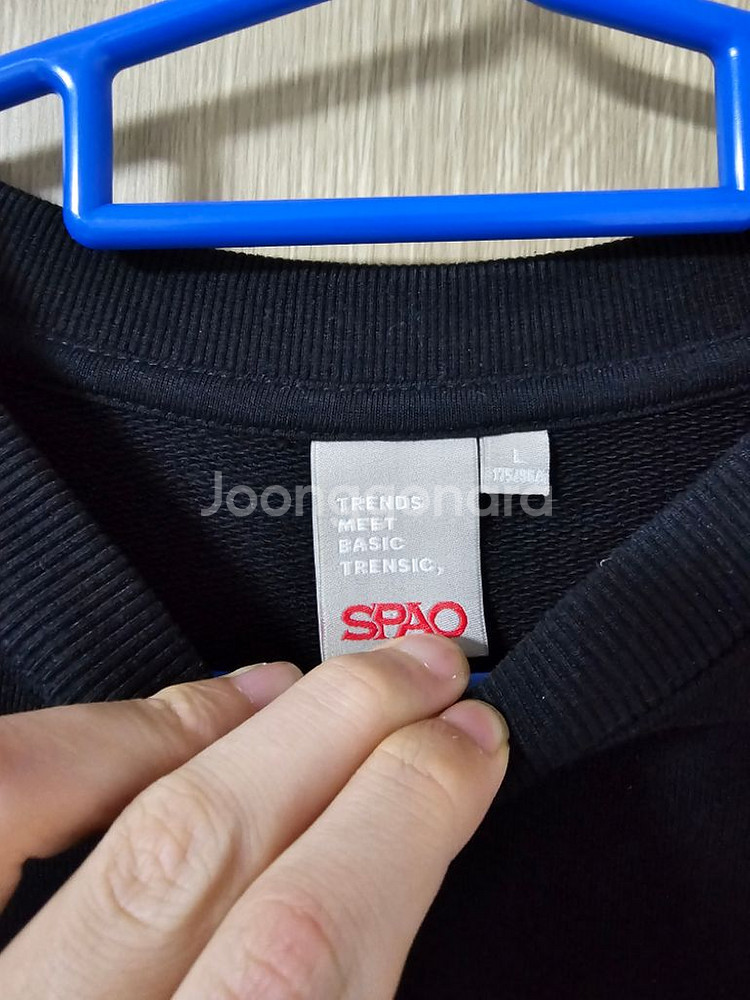 L
175/96A
Joonggonara
TRENDS
MEET
BASIC
TRENSIC,
SPAO